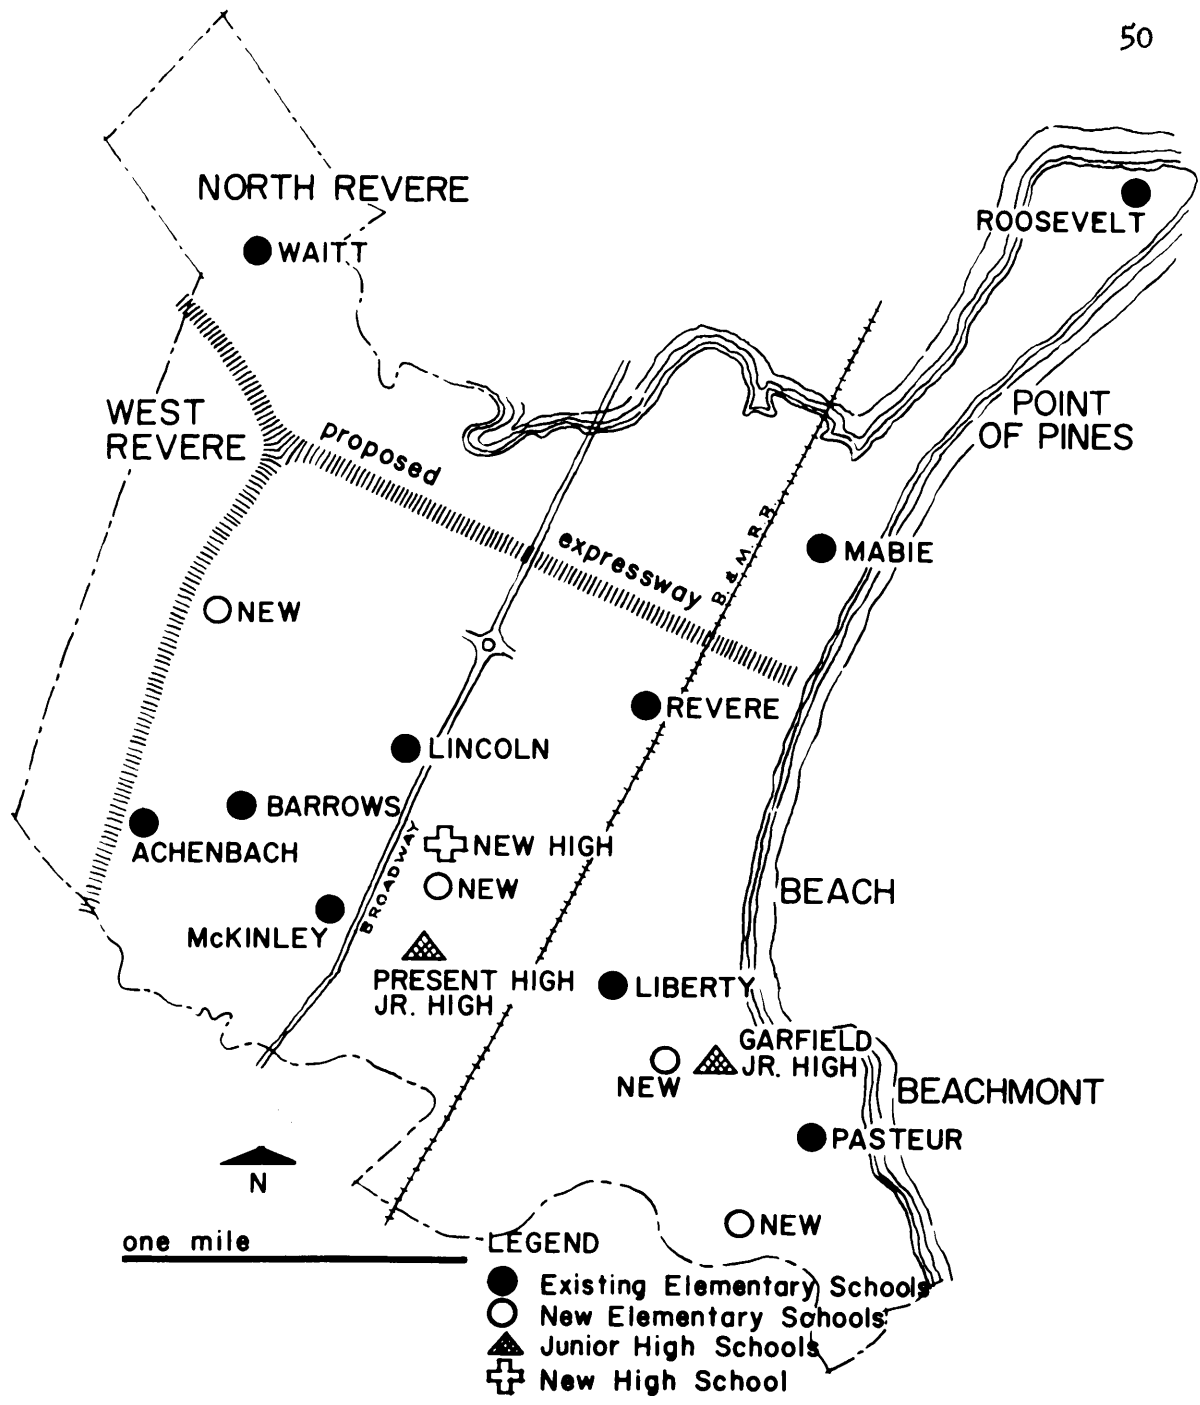 50
NORTH REVERE
WAITT
ROOSEVELT
WEST
REVERE
proposed
POINT
OF PINES
expressway
B. & M. R. R.
MABIE
NEW
REVERE
LINCOLN
BARROWS
ACHENBACH
BROADWAY
NEW HIGH
NEW
BEACH
McKINLEY
PRESENT HIGH
JR. HIGH
LIBERTY
GARFIELD
JR. HIGH
NEW
BEACHMONT
PASTEUR
N
NEW
one mile
LEGEND
Existing Elementary Schools
New Elementary Schools
Junior High Schools
New High School